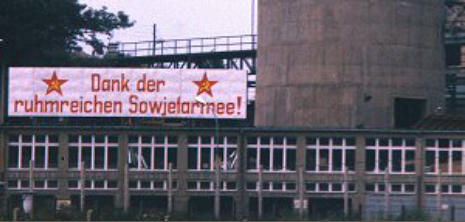 Dank der
ruhmreichen Sowjetarmee!